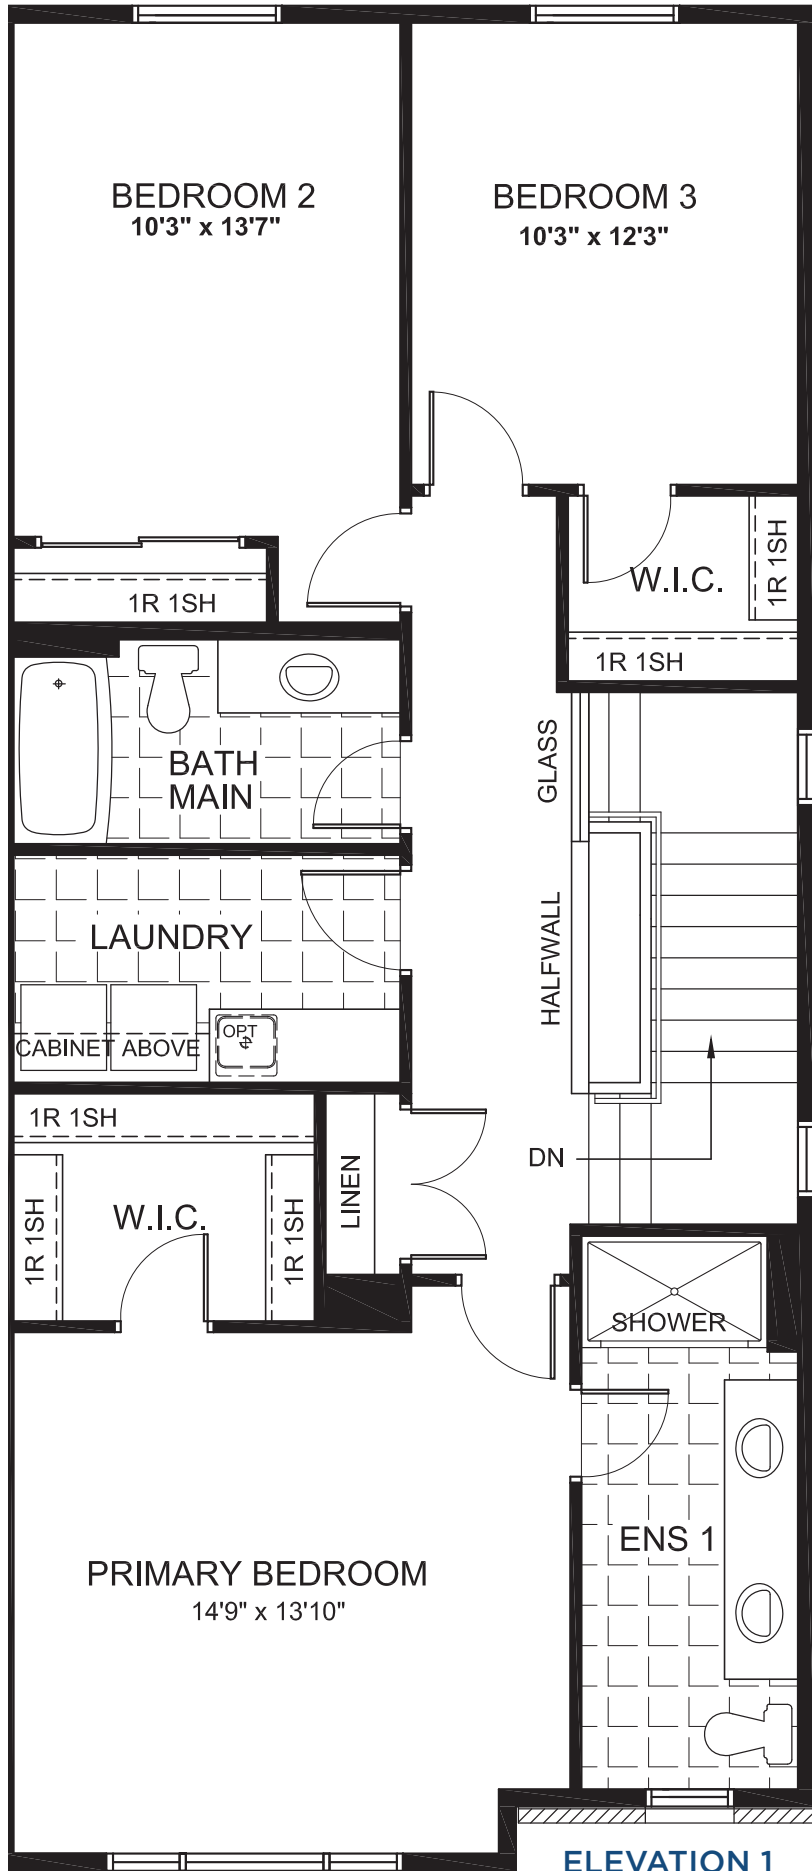 BEDROOM 2
10'3" x 13'7"
BEDROOM 3
10'3" x 12'3"
1R 1SH
W.I.C.
1R 1SH
1R 1SH
BATH
MAIN
GLASS
LAUNDRY
HALFWALL
CABINET ABOVE
OPT
1R 1SH
1R 1SH
W.I.C.
1R 1SH
LINEN
DN
SHOWER
ENS 1
PRIMARY BEDROOM
14'9" x 13'10"
ELEVATION 1